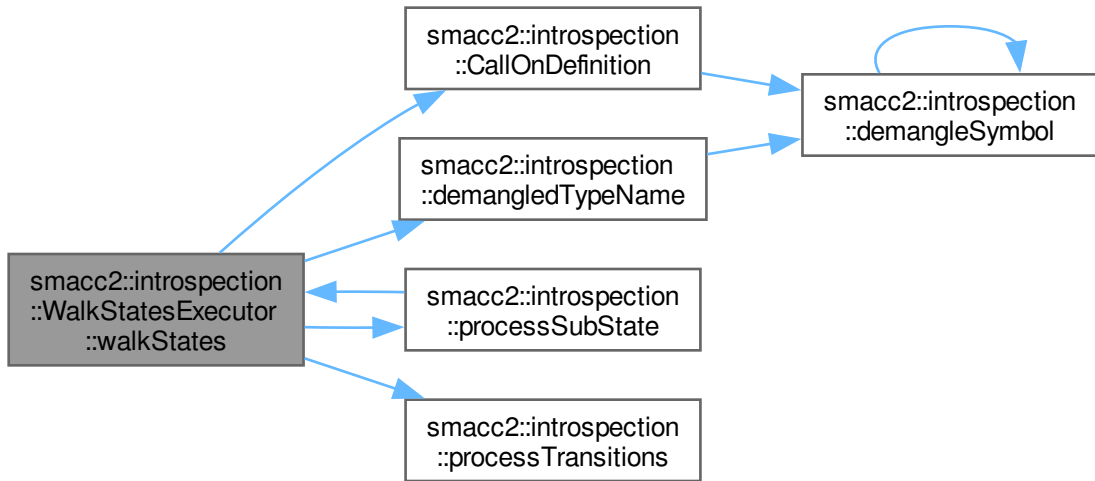 smacc2::introspection
::CallOnDefinition
smacc2::introspection
::demangleSymbol
smacc2::introspection
::demangledTypeName
smacc2::introspection
::WalkStatesExecutor
::walkStates
smacc2::introspection
::processSubState
smacc2::introspection
::processTransitions